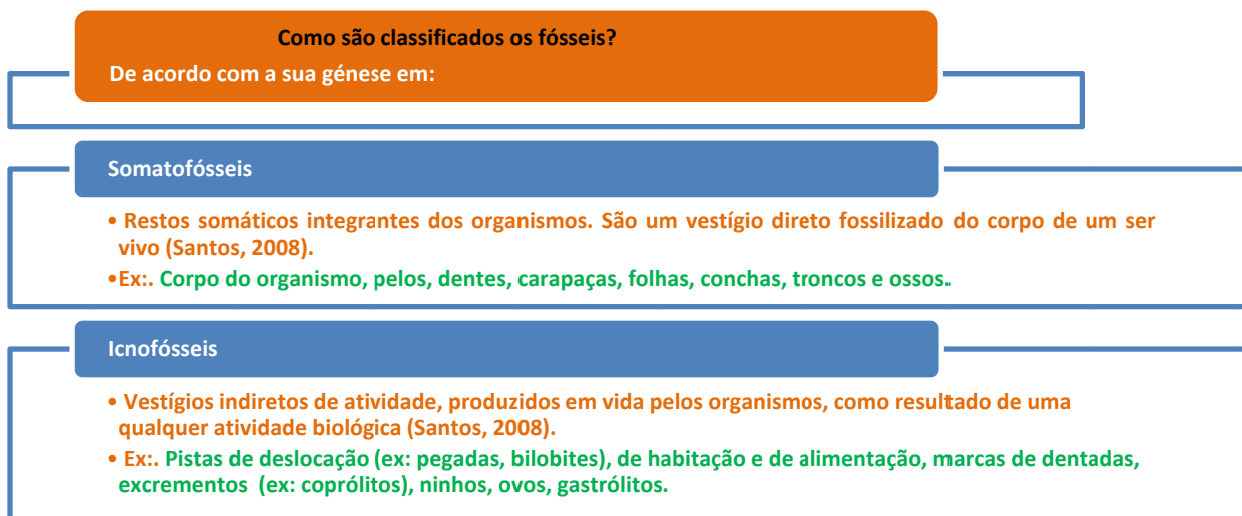 Como são classificados os fósseis?
De acordo com a sua génese em:
Somatofósseis
• Restos somáticos integrantes dos organismos. São um vestígio direto fossilizado do corpo de um ser
vivo (Santos, 2008).
•Ex:. Corpo do organismo, pelos, dentes, carapaças, folhas, conchas, troncos e ossos.
Icnofósseis
• Vestígios indiretos de atividade, produzidos em vida pelos organismos, como resultado de uma
qualquer atividade biológica (Santos, 2008).
• Ex:. Pistas de deslocação (ex: pegadas, bilobites), de habitação e de alimentação, marcas de dentadas,
excrementos (ex: coprólitos), ninhos, ovos, gastrólitos.